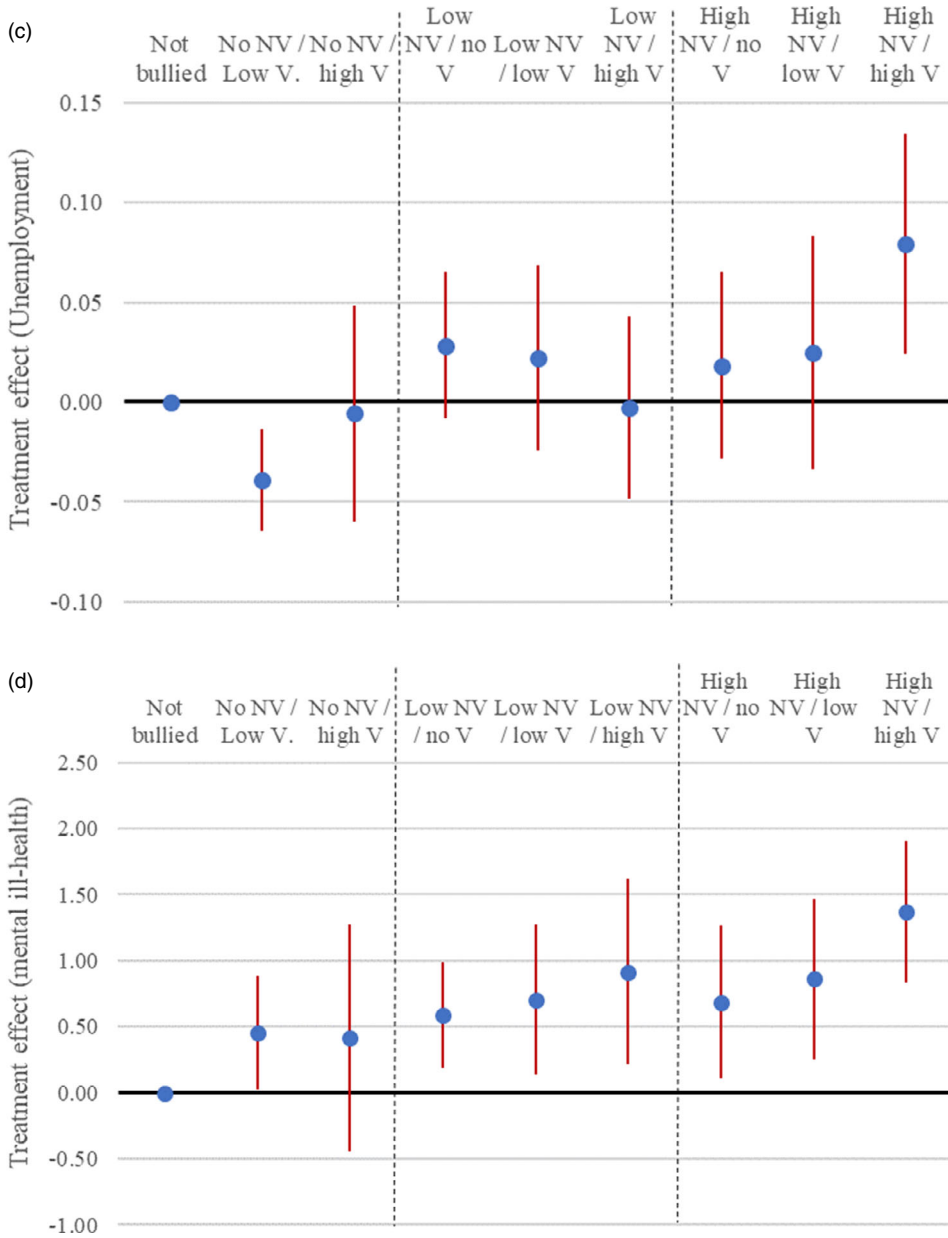 (c)
Not bullied
No NV / Low V.
No NV / high V
Low NV / no V
Low NV / low V
Low NV / high V
High NV / no V
High NV / low V
High NV / high V
Treatment effect (Unemployment)
0.15
0.10
0.05
0.00
-0.05
-0.10
(d)
Not bullied
No NV / Low V.
No NV / high V
Low NV / no V
Low NV / low V
Low NV / high V
High NV / no V
High NV / low V
High NV / high V
Treatment effect (mental ill-health)
2.50
2.00
1.50
1.00
0.50
0.00
-0.50
-1.00